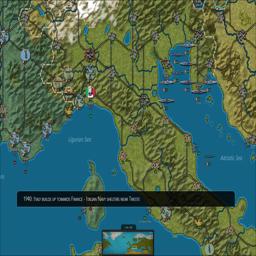 Ligurian Sea
Adriatic Sea
1940: Italy builds up towards France - Italian Navy shelters near Trieste